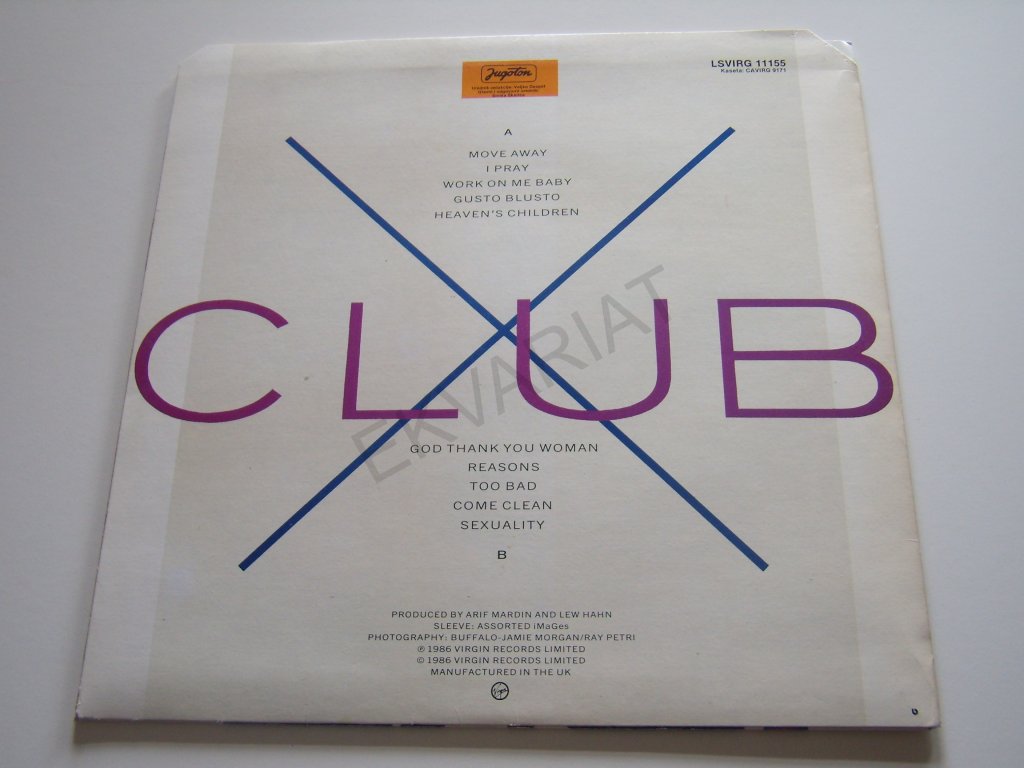 Jugoton
LSVIRG 11155
Kaseta: CAVIRG 9171
A
MOVE AWAY
I PRAY
WORK ON ME BABY
GUSTO BLUSTO
HEAVEN'S CHILDREN
CLUB
EKVARIAT
GOD THANK YOU WOMAN
REASONS
TOO BAD
COME CLEAN
SEXUALITY
B
PRODUCED BY ARIF MARDIN AND LEW HAHN
SLEEVE: ASSORTED iMaGes
PHOTOGRAPHY: BUFFALO-JAMIE MORGAN/RAY PETRI
℗ 1986 VIRGIN RECORDS LIMITED
© 1986 VIRGIN RECORDS LIMITED
MANUFACTURED IN THE UK
Virgin